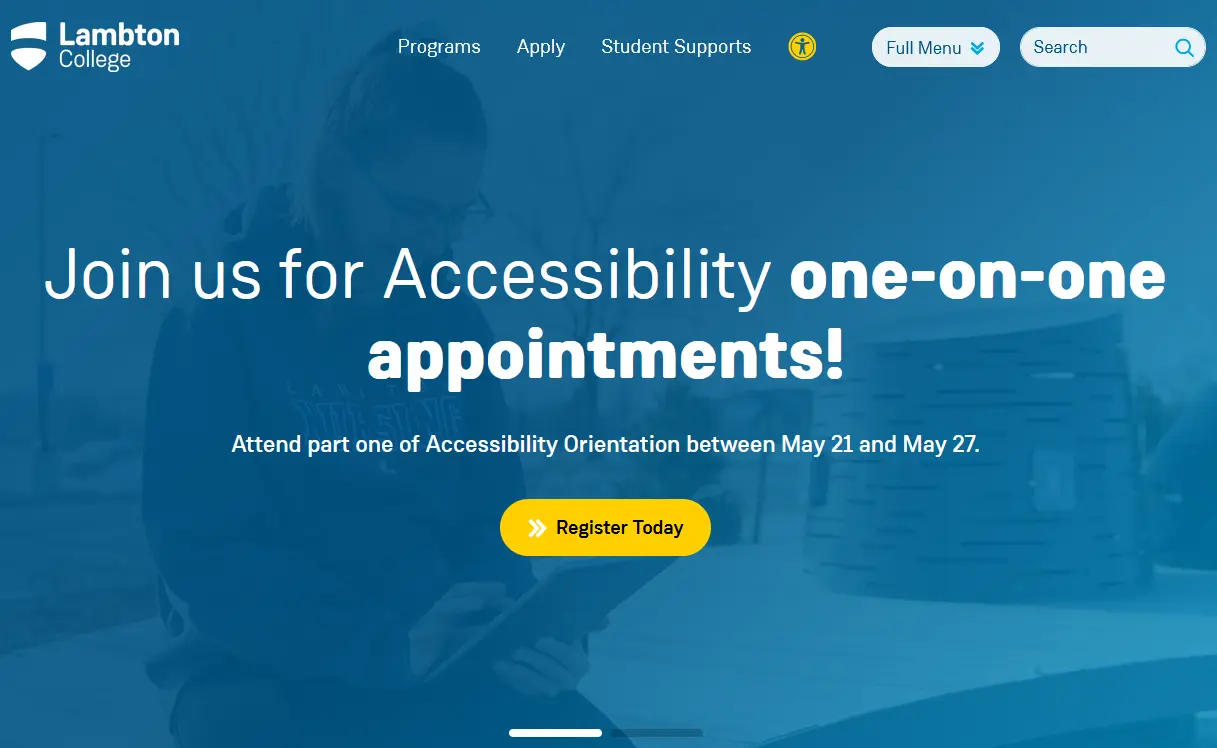 Lambton
College
Programs
Apply
Student Supports
Full Menu
Search
Join us for Accessibility one-on-one
appointments!
Attend part one of Accessibility Orientation between May 21 and May 27.
Register Today